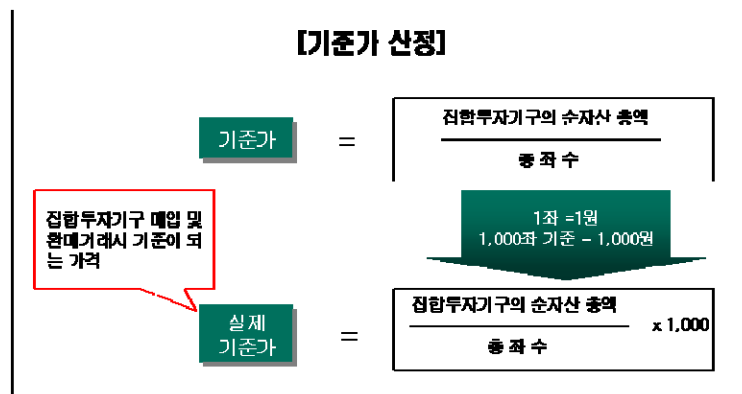 [기준가 산정]
기준가 = 집합투자기구의 순자산 총액
총 좌 수
1좌 =1원
1,000좌 기준 – 1,000원
집합투자기구 매입 및
환매거래시 기준이 되
는 가격
실제
기준가
= 집합투자기구의 순자산 총액
총 좌 수
x 1,000